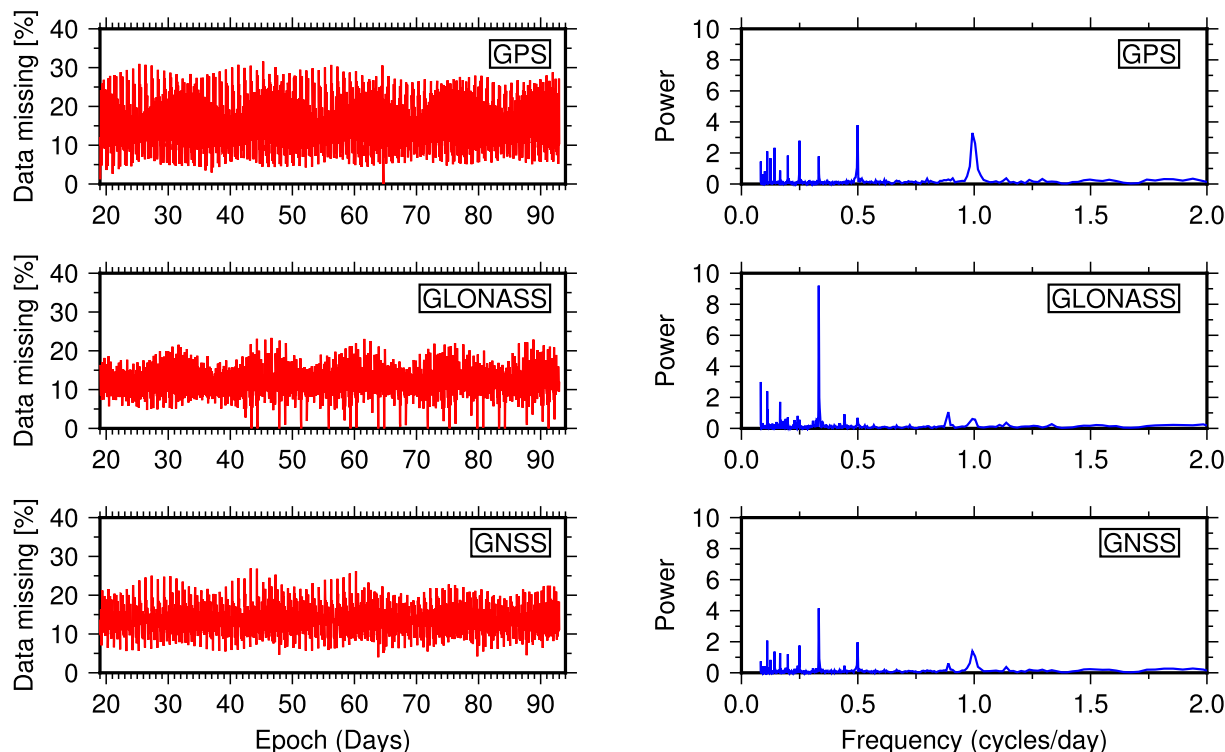 Data missing [%]
40
30
20
10
0
GPS
20 30 40 50 60 70 80 90
Power
10
8
6
4
2
0
GPS
0.0 0.5 1.0 1.5 2.0
Data missing [%]
40
30
20
10
0
GLONASS
20 30 40 50 60 70 80 90
Power
10
8
6
4
2
0
GLONASS
0.0 0.5 1.0 1.5 2.0
Data missing [%]
40
30
20
10
0
GNSS
20 30 40 50 60 70 80 90
Epoch (Days)
Power
10
8
6
4
2
0
GNSS
0.0 0.5 1.0 1.5 2.0
Frequency (cycles/day)